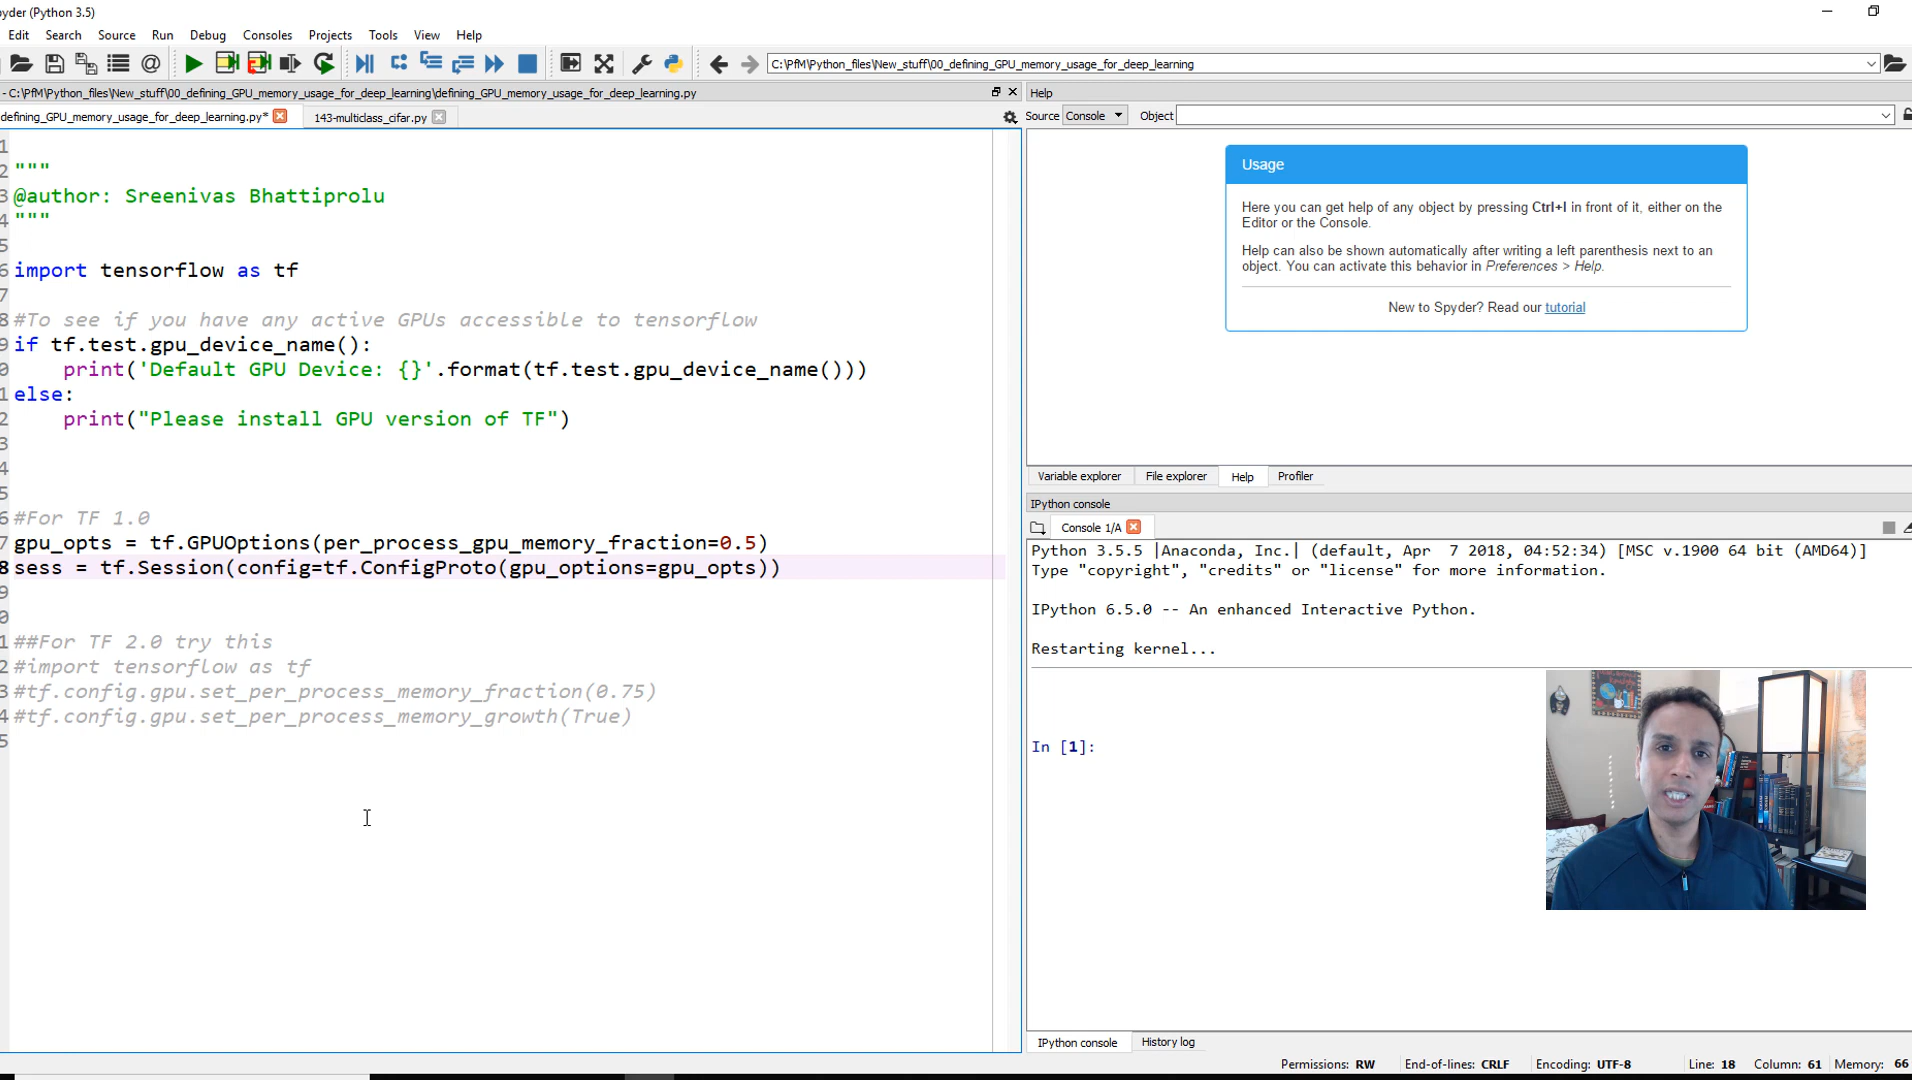 pyder (Python 3.5)
Edit Search Source Run Debug Consoles Projects Tools View Help
C:\PfM\Python_files\New_stuff\00_defining_GPU_memory_usage_for_deep_learning
- C:\PfM\Python_files\New_stuff\00_defining_GPU_memory_usage_for_deep_learning\defining_GPU_memory_usage_for_deep_learning.py
defining_GPU_memory_usage_for_deep_learning.py* 143-multiclass_cifar.py
1
2 """
3 @author: Sreenivas Bhattiprolu
4 """
5
6 import tensorflow as tf
7
8 #To see if you have any active GPUs accessible to tensorflow
9 if tf.test.gpu_device_name():
0     print('Default GPU Device: {}'.format(tf.test.gpu_device_name()))
1 else:
2     print("Please install GPU version of TF")
3
4
5
6 #For TF 1.0
7 gpu_opts = tf.GPUOptions(per_process_gpu_memory_fraction=0.5)
8 sess = tf.Session(config=tf.ConfigProto(gpu_options=gpu_opts))
9
0
1 ##For TF 2.0 try this
2 #import tensorflow as tf
3 #tf.config.gpu.set_per_process_memory_fraction(0.75)
4 #tf.config.gpu.set_per_process_memory_growth(True)
5
Help
Source Console Object
Usage
Here you can get help of any object by pressing Ctrl+I in front of it, either on the
Editor or the Console.
Help can also be shown automatically after writing a left parenthesis next to an
object. You can activate this behavior in Preferences > Help.
New to Spyder? Read our tutorial
Variable explorer File explorer Help Profiler
IPython console
Console 1/A
Python 3.5.5 |Anaconda, Inc.| (default, Apr  7 2018, 04:52:34) [MSC v.1900 64 bit (AMD64)]
Type "copyright", "credits" or "license" for more information.
IPython 6.5.0 -- An enhanced Interactive Python.
Restarting kernel...
In [1]:
IPython console History log
Permissions: RW End-of-lines: CRLF Encoding: UTF-8 Line: 18 Column: 61 Memory: 66